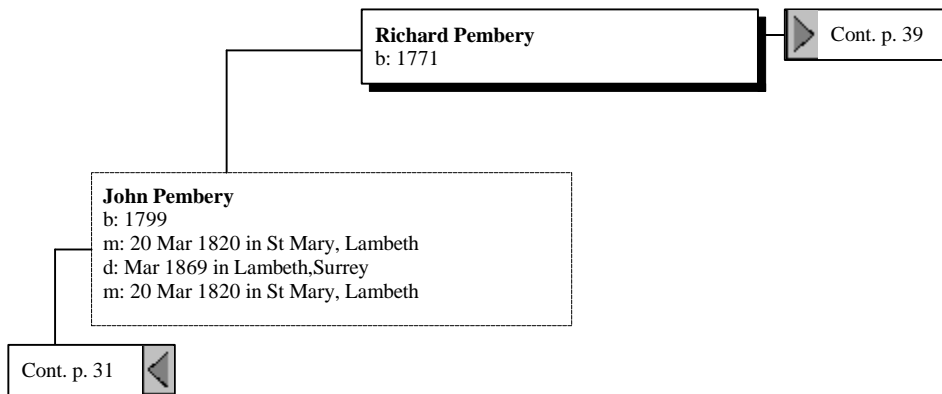 Richard Pembery
b: 1771
Cont. p. 39
John Pembery
b: 1799
m: 20 Mar 1820 in St Mary, Lambeth
d: Mar 1869 in Lambeth,Surrey
m: 20 Mar 1820 in St Mary, Lambeth
Cont. p. 31